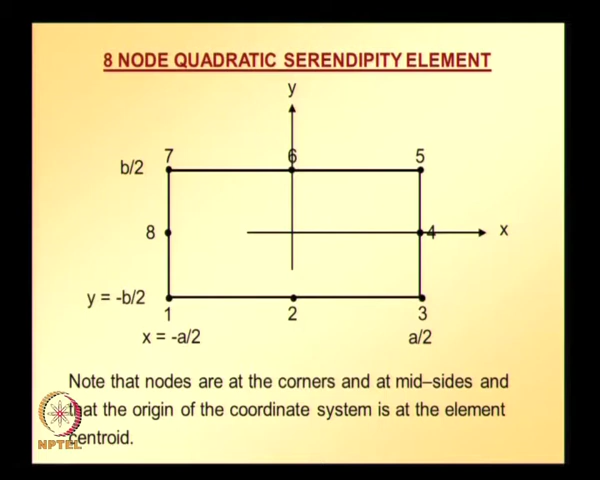 8 NODE QUADRATIC SERENDIPITY ELEMENT
y
7 6 5
b/2
8 4 x
y = -b/2
1 2 3
x = -a/2 a/2
Note that nodes are at the corners and at mid–sides and
that the origin of the coordinate system is at the element
centroid.
NPTEL